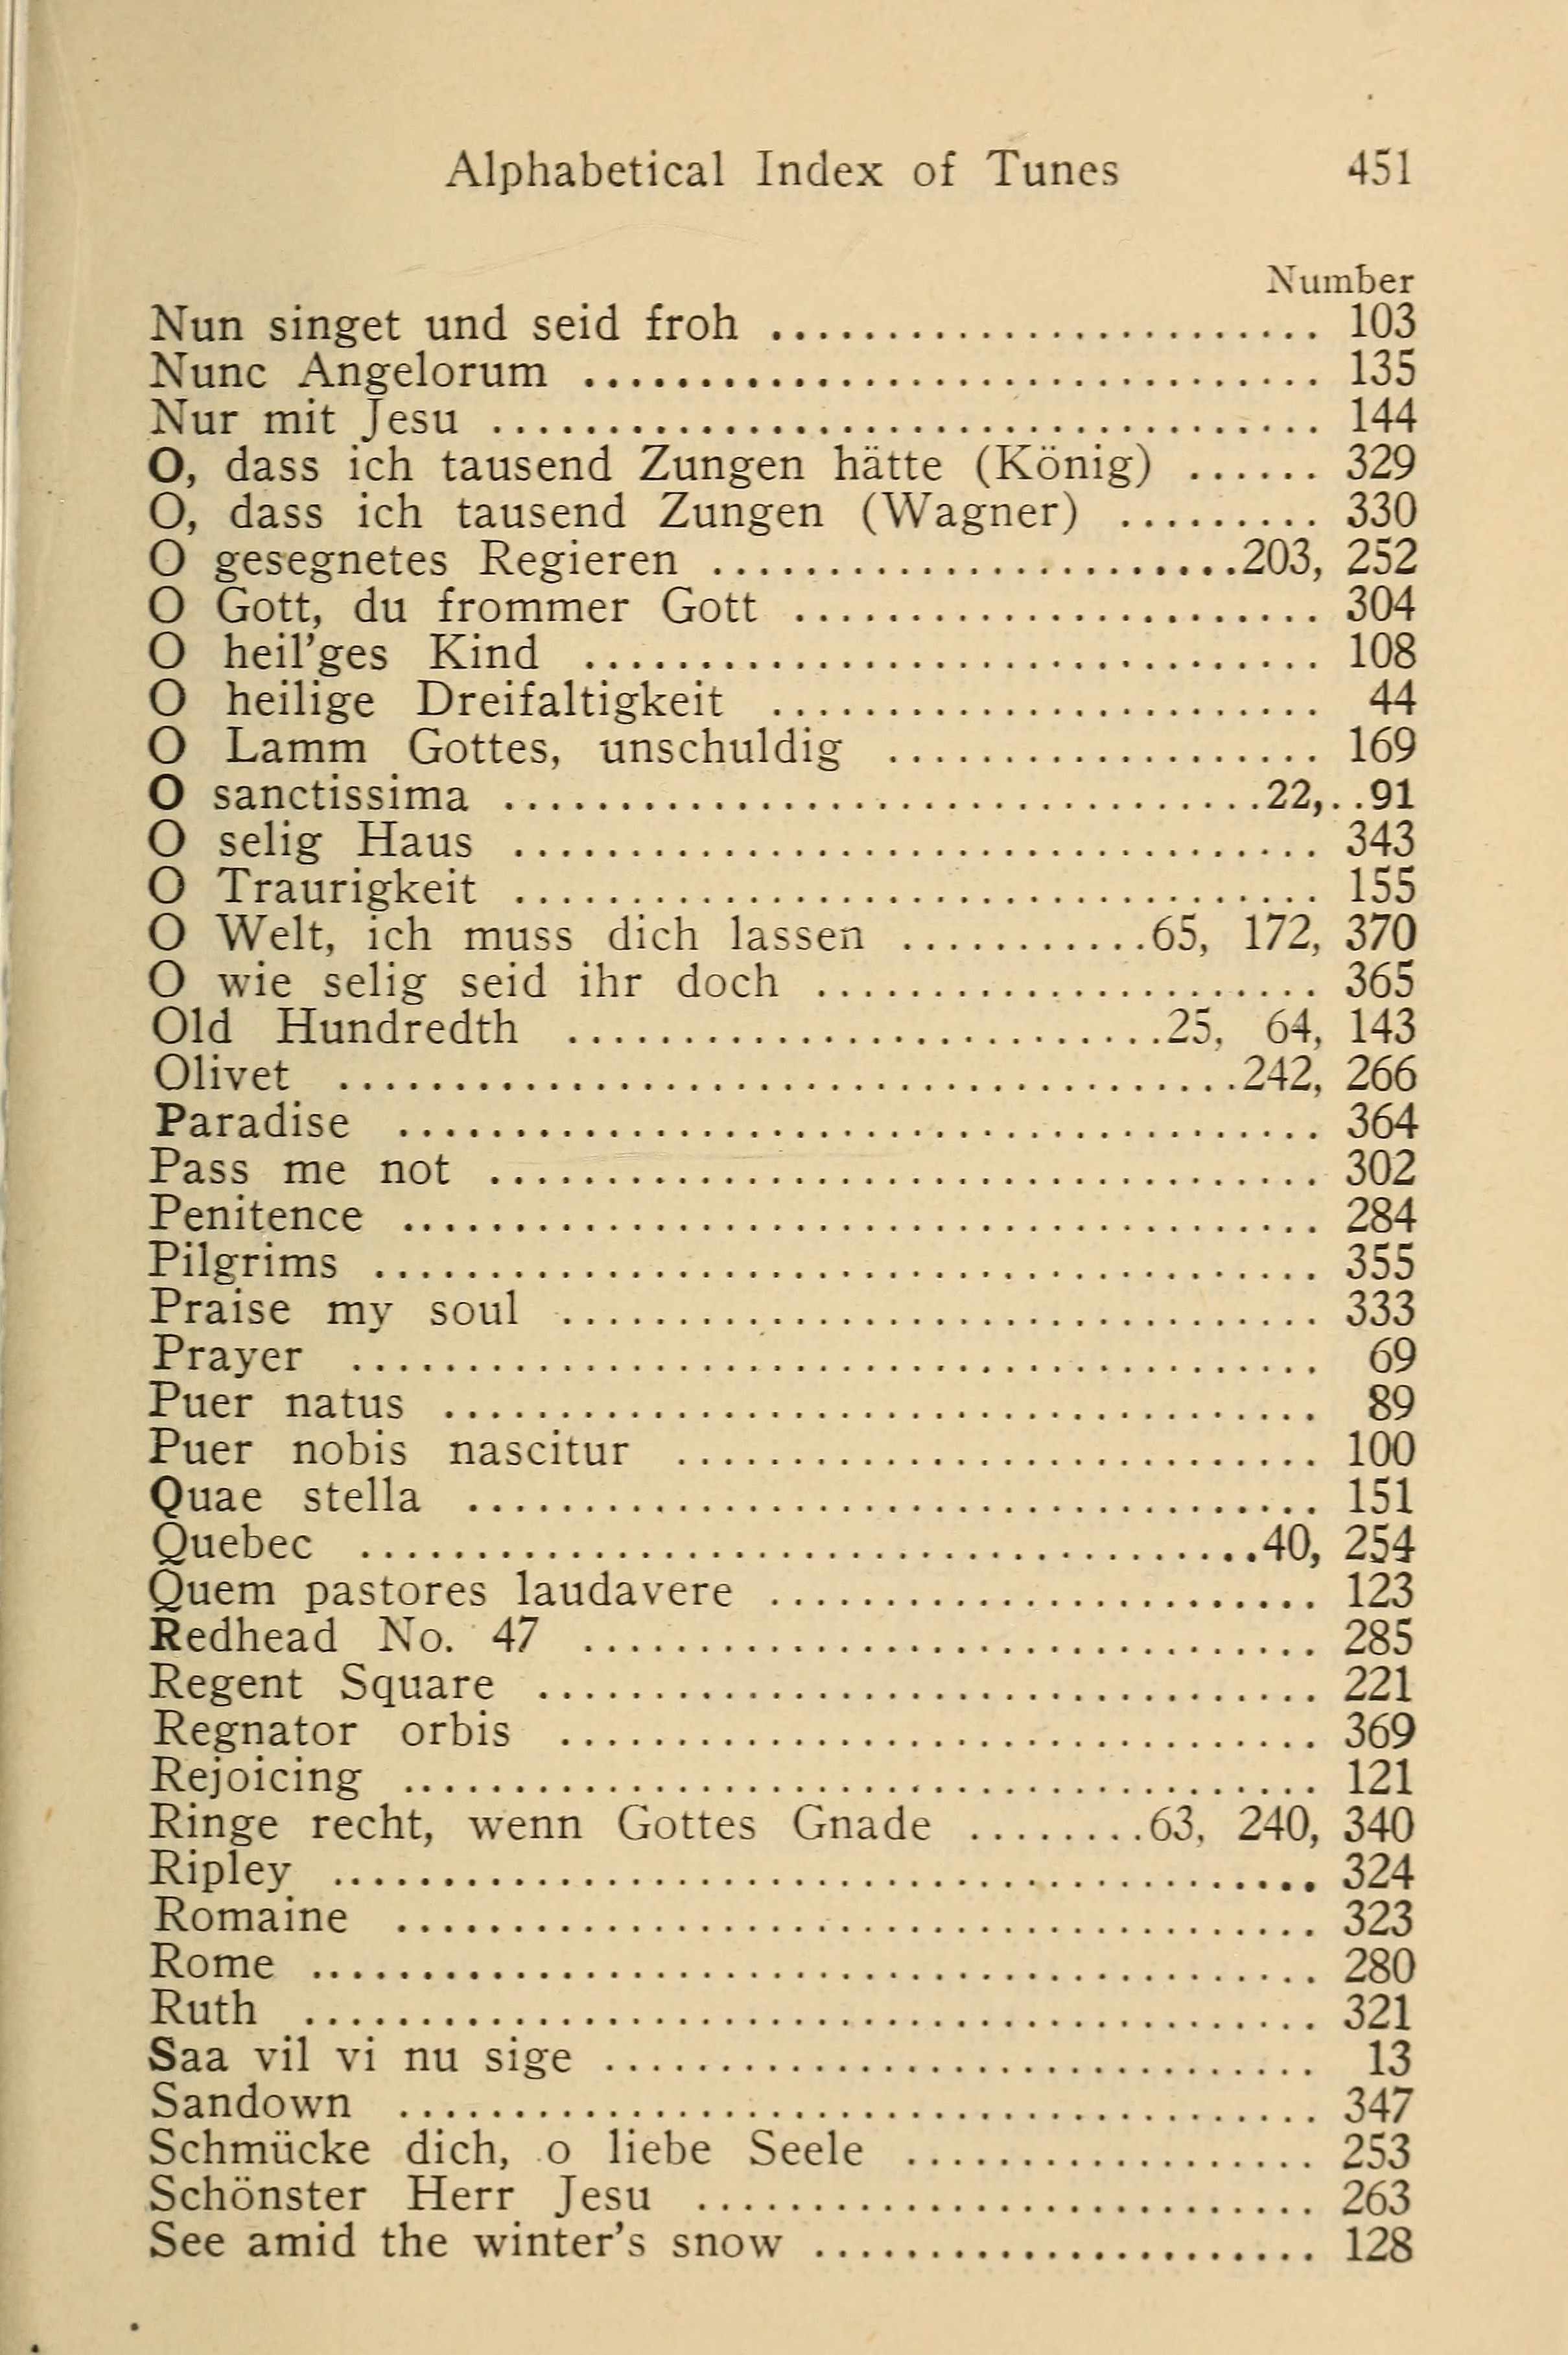 Alphabetical Index of Tunes 451
Number
Nun singet und seid froh ........................ 103
Nunc Angelorum ................................ 135
Nur mit Jesu .................................... 144
O, dass ich tausend Zungen hätte (König) ...... 329
O, dass ich tausend Zungen (Wagner) ......... 330
O gesegnetes Regieren .......................203, 252
O Gott, du frommer Gott ....................... 304
O heil'ges Kind ................................ 108
O heilige Dreifaltigkeit ........................ 44
O Lamm Gottes, unschuldig ................... 169
O sanctissima .................................22,..91
O selig Haus ................................... 343
O Traurigkeit ................................... 155
O Welt, ich muss dich lassen ...........65, 172, 370
O wie selig seid ihr doch ...................... 365
Old Hundredth ..........................25, 64, 143
Olivet .......................................242, 266
Paradise ........................................ 364
Pass me not .................................... 302
Penitence ........................................ 284
Pilgrims ......................................... 355
Praise my soul ................................. 333
Prayer .......................................... 69
Puer natus ...................................... 89
Puer nobis nascitur ............................ 100
Quae stella ..................................... 151
Quebec .......................................40, 254
Quem pastores laudavere ........................ 123
Redhead No. 47 ................................ 285
Regent Square .................................. 221
Regnator orbis ................................. 369
Rejoicing ........................................ 121
Ringe recht, wenn Gottes Gnade ........63, 240, 340
Ripley ........................................... 324
Romaine ........................................ 323
Rome ............................................ 280
Ruth ............................................ 321
Saa vil vi nu sige ............................... 13
Sandown ........................................ 347
Schmücke dich, o liebe Seele .................. 253
Schönster Herr Jesu ........................... 263
See amid the winter's snow ...................... 128